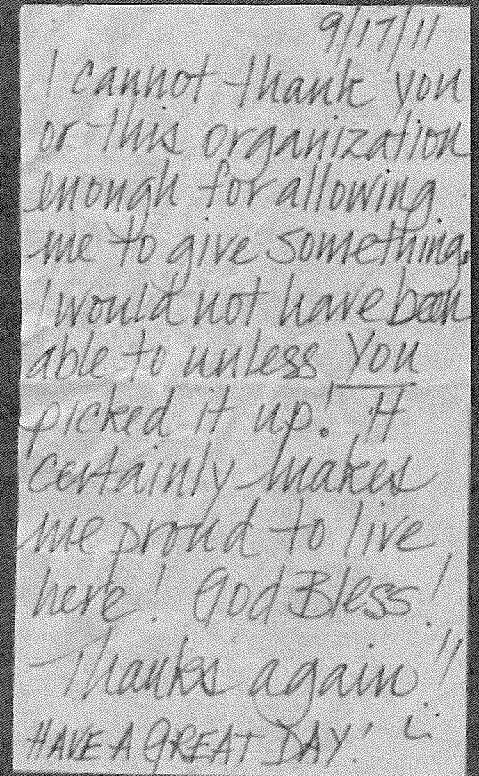 9/17/11
I cannot thank you
or this organization
enough for allowing
me to give something.
I would not have been
able to unless You
picked it up! It
certainly makes
me proud to live
here! God Bless!
Thanks again!!
HAVE A GREAT DAY!